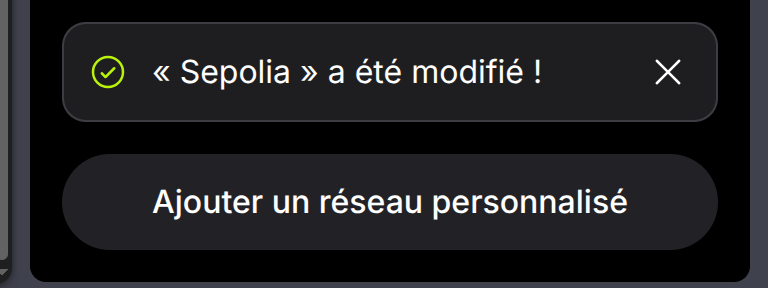 « Sepolia » a été modifié !
Ajouter un réseau personnalisé